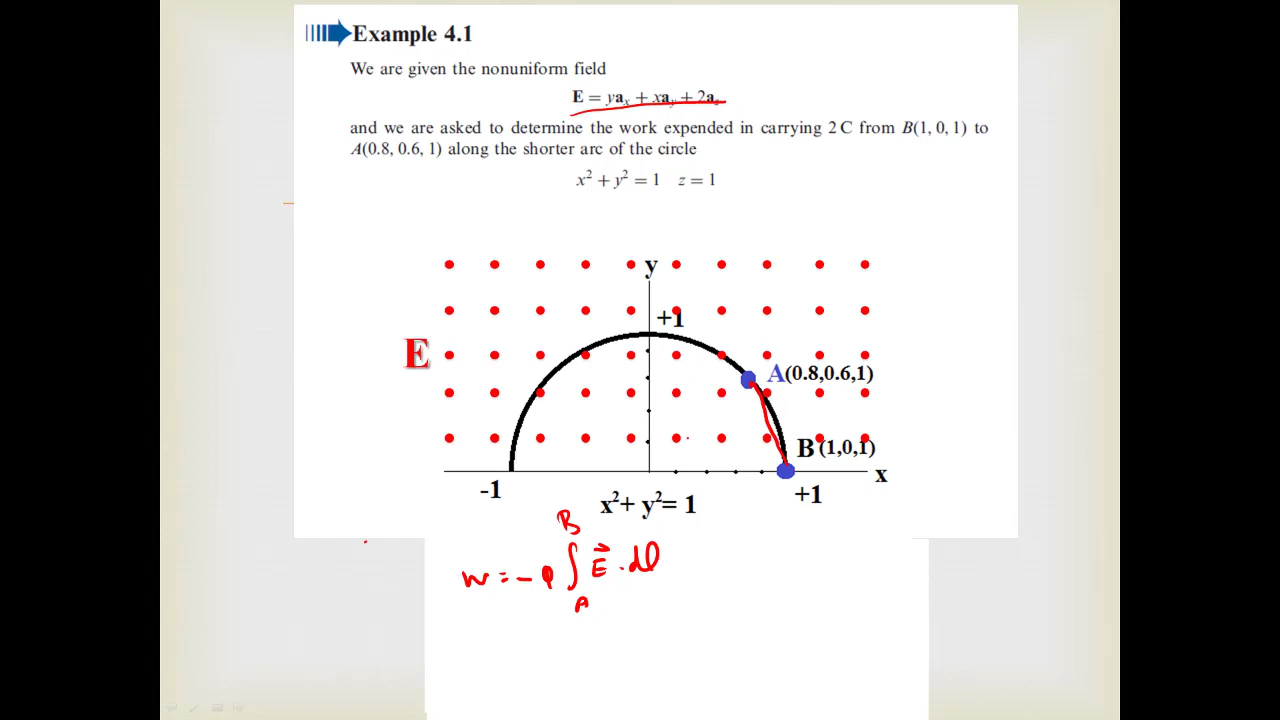 Example 4.1
We are given the nonuniform field
E = yaₓ + xaᵧ + 2a_z
and we are asked to determine the work expended in carrying 2 C from B(1, 0, 1) to
A(0.8, 0.6, 1) along the shorter arc of the circle
x² + y² = 1 z = 1
y
+1
E
A(0.8,0.6,1)
B (1,0,1)
x
-1
x²+ y²= 1
+1
B
w = - Q ∫ E⃗ . dl
A